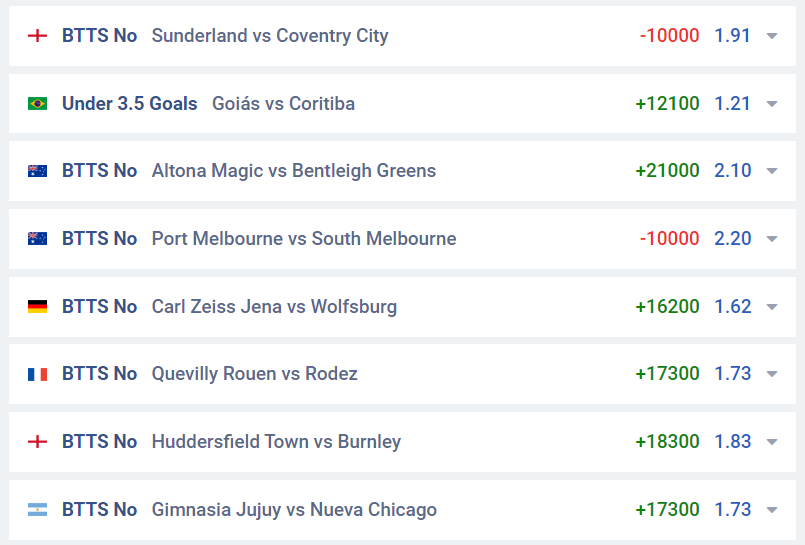 BTTS No Sunderland vs Coventry City -10000 1.91
Under 3.5 Goals Goiás vs Coritiba +12100 1.21
BTTS No Altona Magic vs Bentleigh Greens +21000 2.10
BTTS No Port Melbourne vs South Melbourne -10000 2.20
BTTS No Carl Zeiss Jena vs Wolfsburg +16200 1.62
BTTS No Quevilly Rouen vs Rodez +17300 1.73
BTTS No Huddersfield Town vs Burnley +18300 1.83
BTTS No Gimnasia Jujuy vs Nueva Chicago +17300 1.73